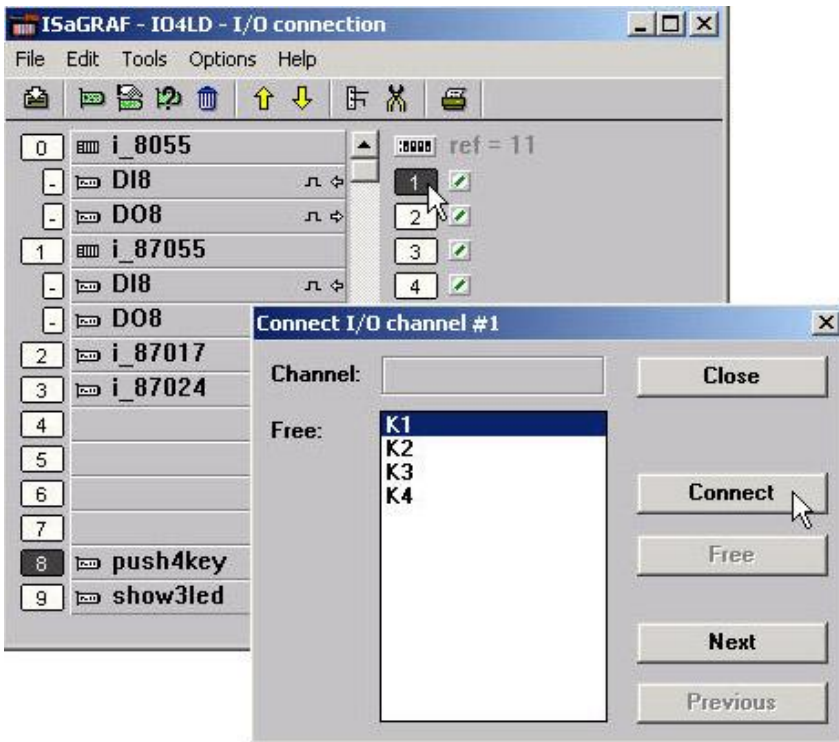 ISaGRAF - IO4LD - I/O connection
File Edit Tools Options Help
0 i_8055
- DI8
- DO8
1 i_87055
- DI8
- DO8
2 i_87017
3 i_87024
4
5
6
7
8 push4key
9 show3led
ref = 11
1
2
3
4
Connect I/O channel #1
Channel:
Free:
K1
K2
K3
K4
Close
Connect
Free
Next
Previous